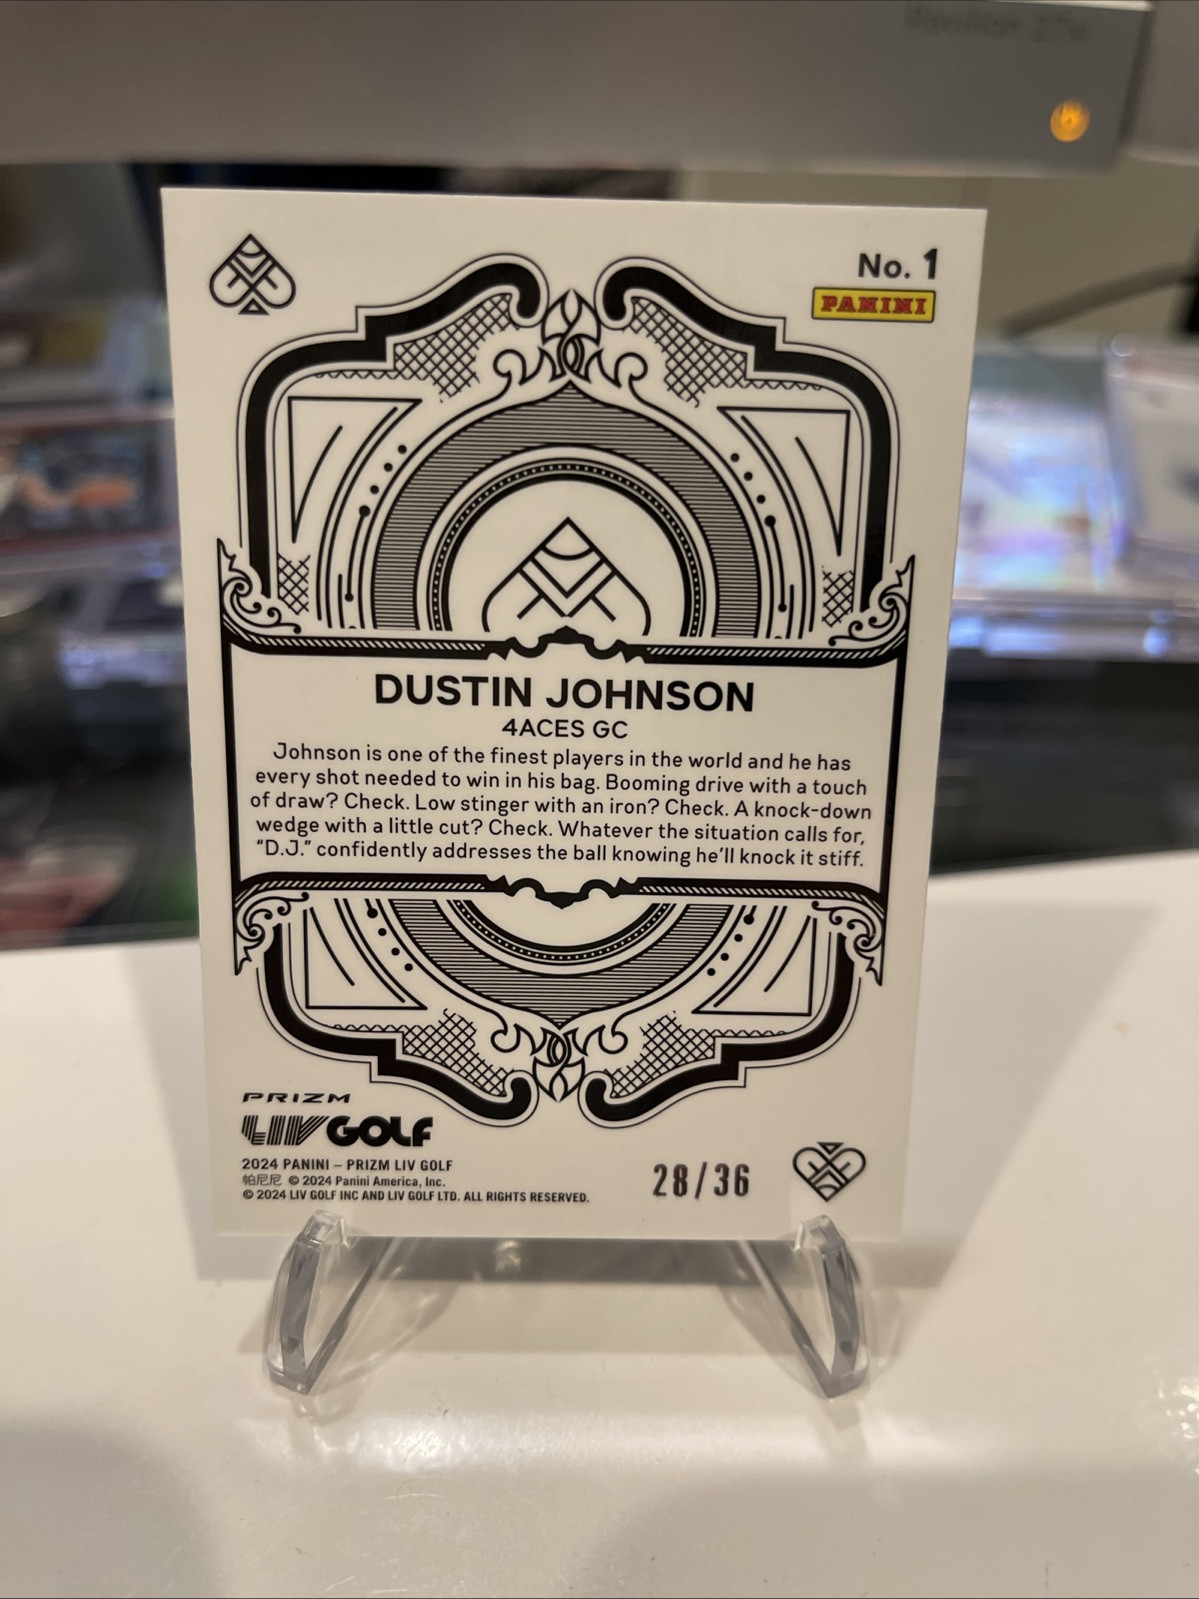 No. 1
PANINI
DUSTIN JOHNSON
4ACES GC
Johnson is one of the finest players in the world and he has
every shot needed to win in his bag. Booming drive with a touch
of draw? Check. Low stinger with an iron? Check. A knock-down
wedge with a little cut? Check. Whatever the situation calls for,
"D.J." confidently addresses the ball knowing he'll knock it stiff.
PRIZM
LIV GOLF
2024 PANINI – PRIZM LIV GOLF
帕尼尼 © 2024 Panini America, Inc.
© 2024 LIV GOLF INC AND LIV GOLF LTD. ALL RIGHTS RESERVED.
28/36